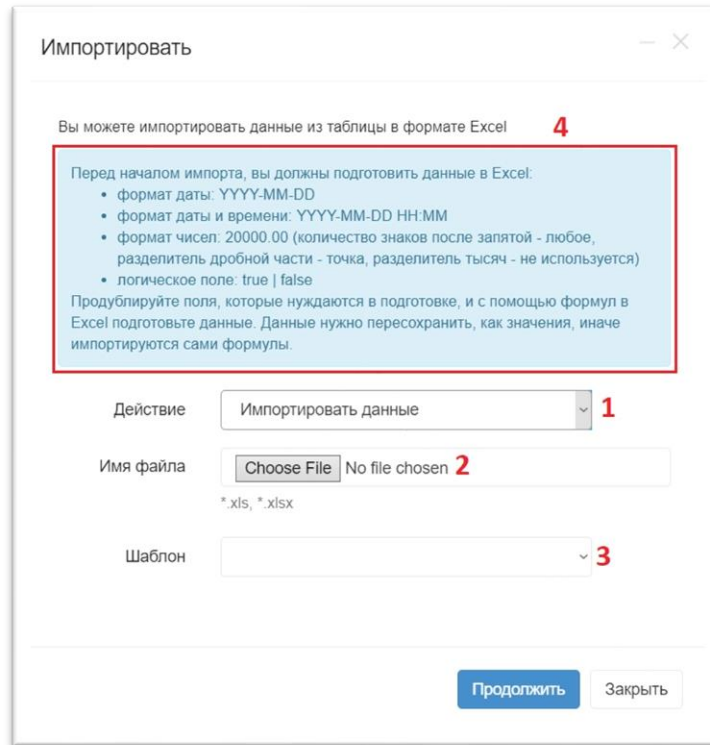 Импортировать
Вы можете импортировать данные из таблицы в формате Excel 4
Перед началом импорта, вы должны подготовить данные в Excel:
• формат даты: YYYY-MM-DD
• формат даты и времени: YYYY-MM-DD HH:MM
• формат чисел: 20000.00 (количество знаков после запятой - любое,
разделитель дробной части - точка, разделитель тысяч - не используется)
• логическое поле: true | false
Продублируйте поля, которые нуждаются в подготовке, и с помощью формул в
Excel подготовьте данные. Данные нужно пересохранить, как значения, иначе
импортируются сами формулы.
Действие Импортировать данные 1
Имя файла Choose File No file chosen 2
*.xls, *.xlsx
Шаблон 3
Продолжить Закрыть